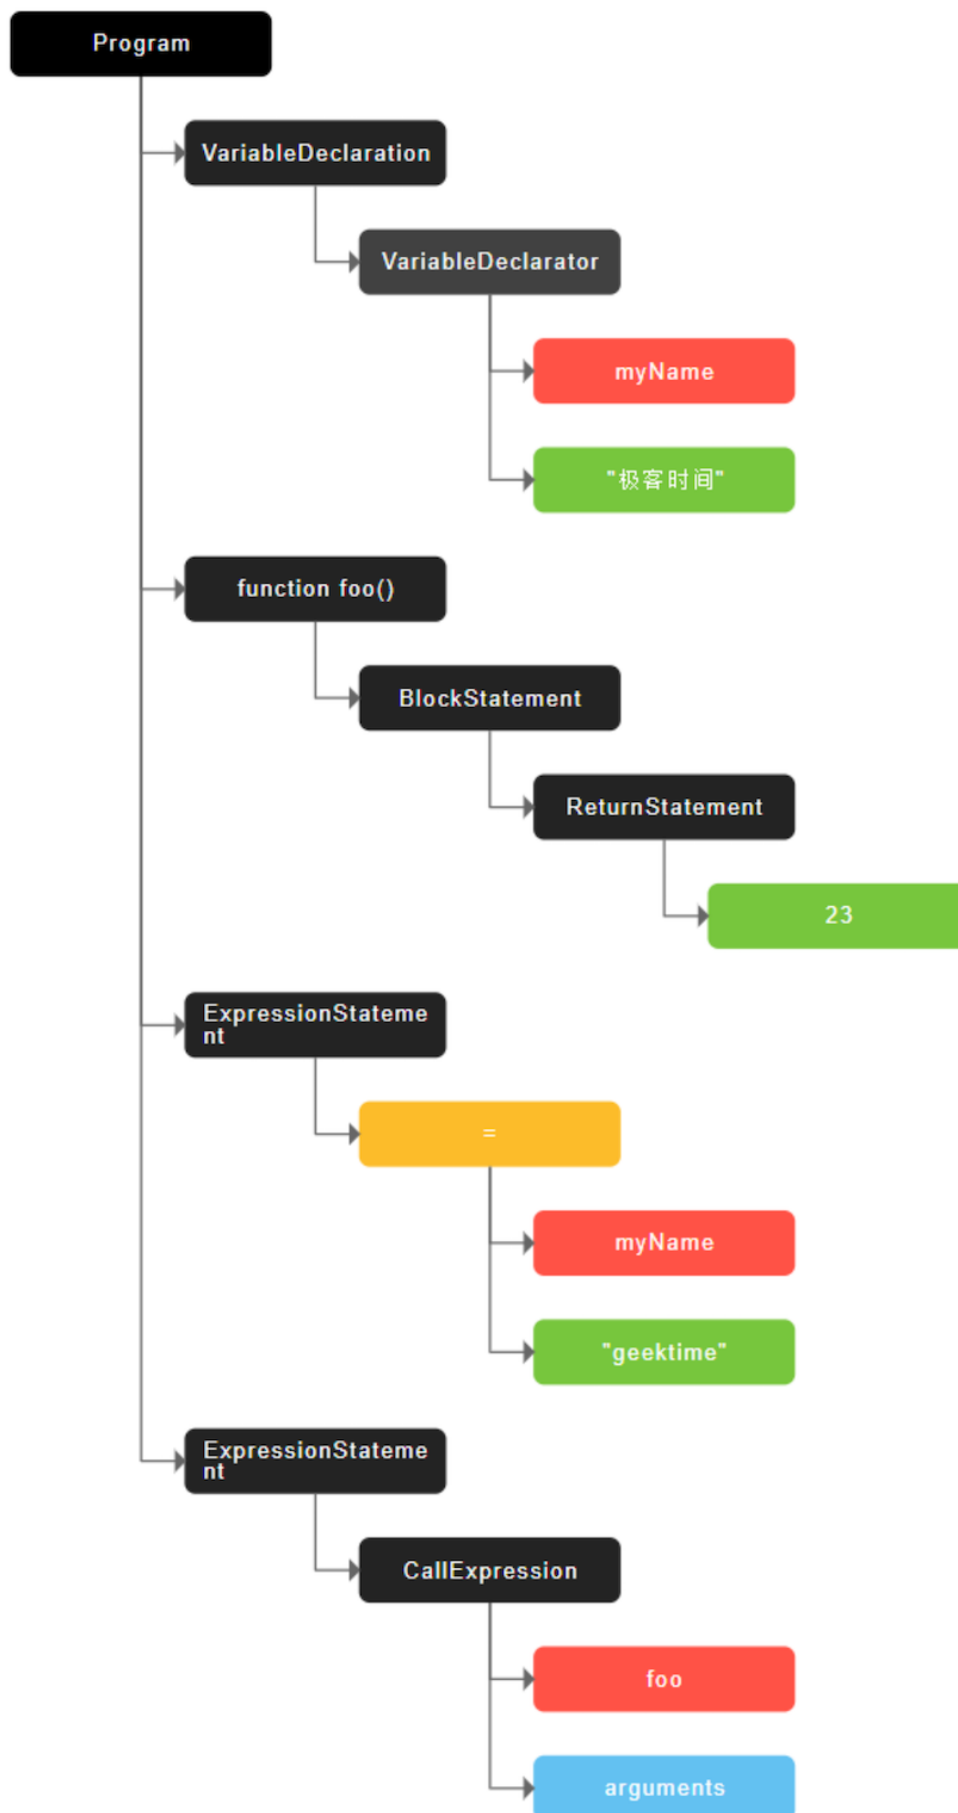 Program
VariableDeclaration
VariableDeclarator
myName
"极客时间"
function foo()
BlockStatement
ReturnStatement
23
ExpressionStateme
nt
=
myName
"geektime"
ExpressionStateme
nt
CallExpression
foo
arguments